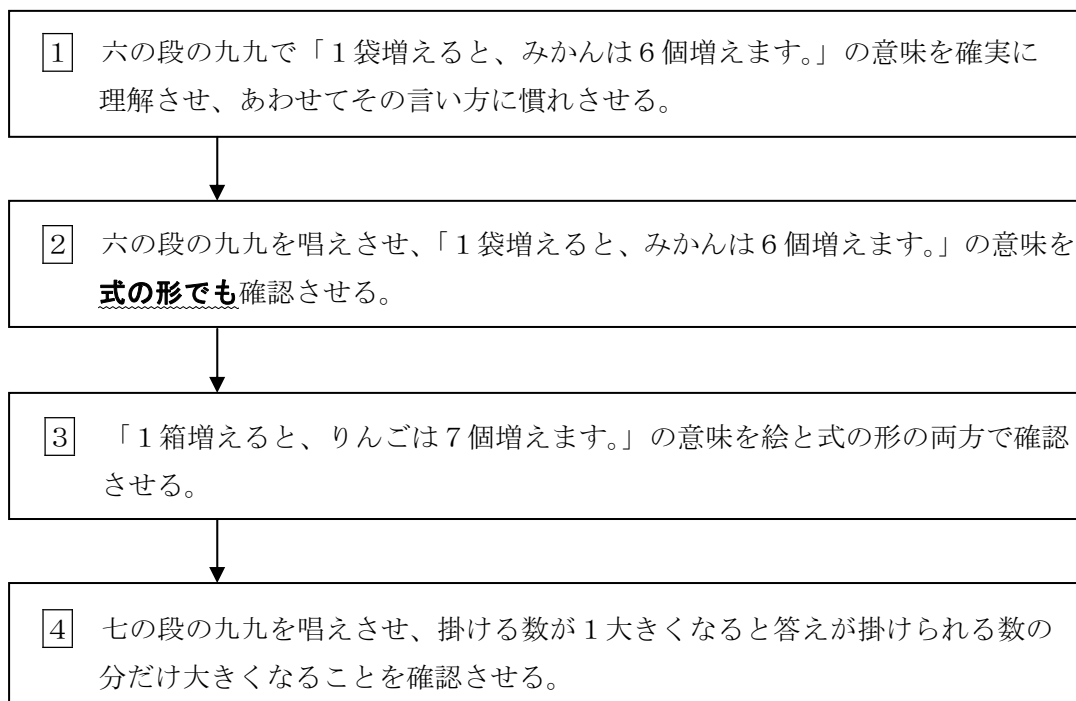 1 六の段の九九で「１袋増えると、みかんは６個増えます。」の意味を確実に
理解させ、あわせてその言い方に慣れさせる。
2 六の段の九九を唱えさせ、「１袋増えると、みかんは６個増えます。」の意味を
式の形でも確認させる。
3 「１箱増えると、りんごは７個増えます。」の意味を絵と式の形の両方で確認
させる。
4 七の段の九九を唱えさせ、掛ける数が１大きくなると答えが掛けられる数の
分だけ大きくなることを確認させる。